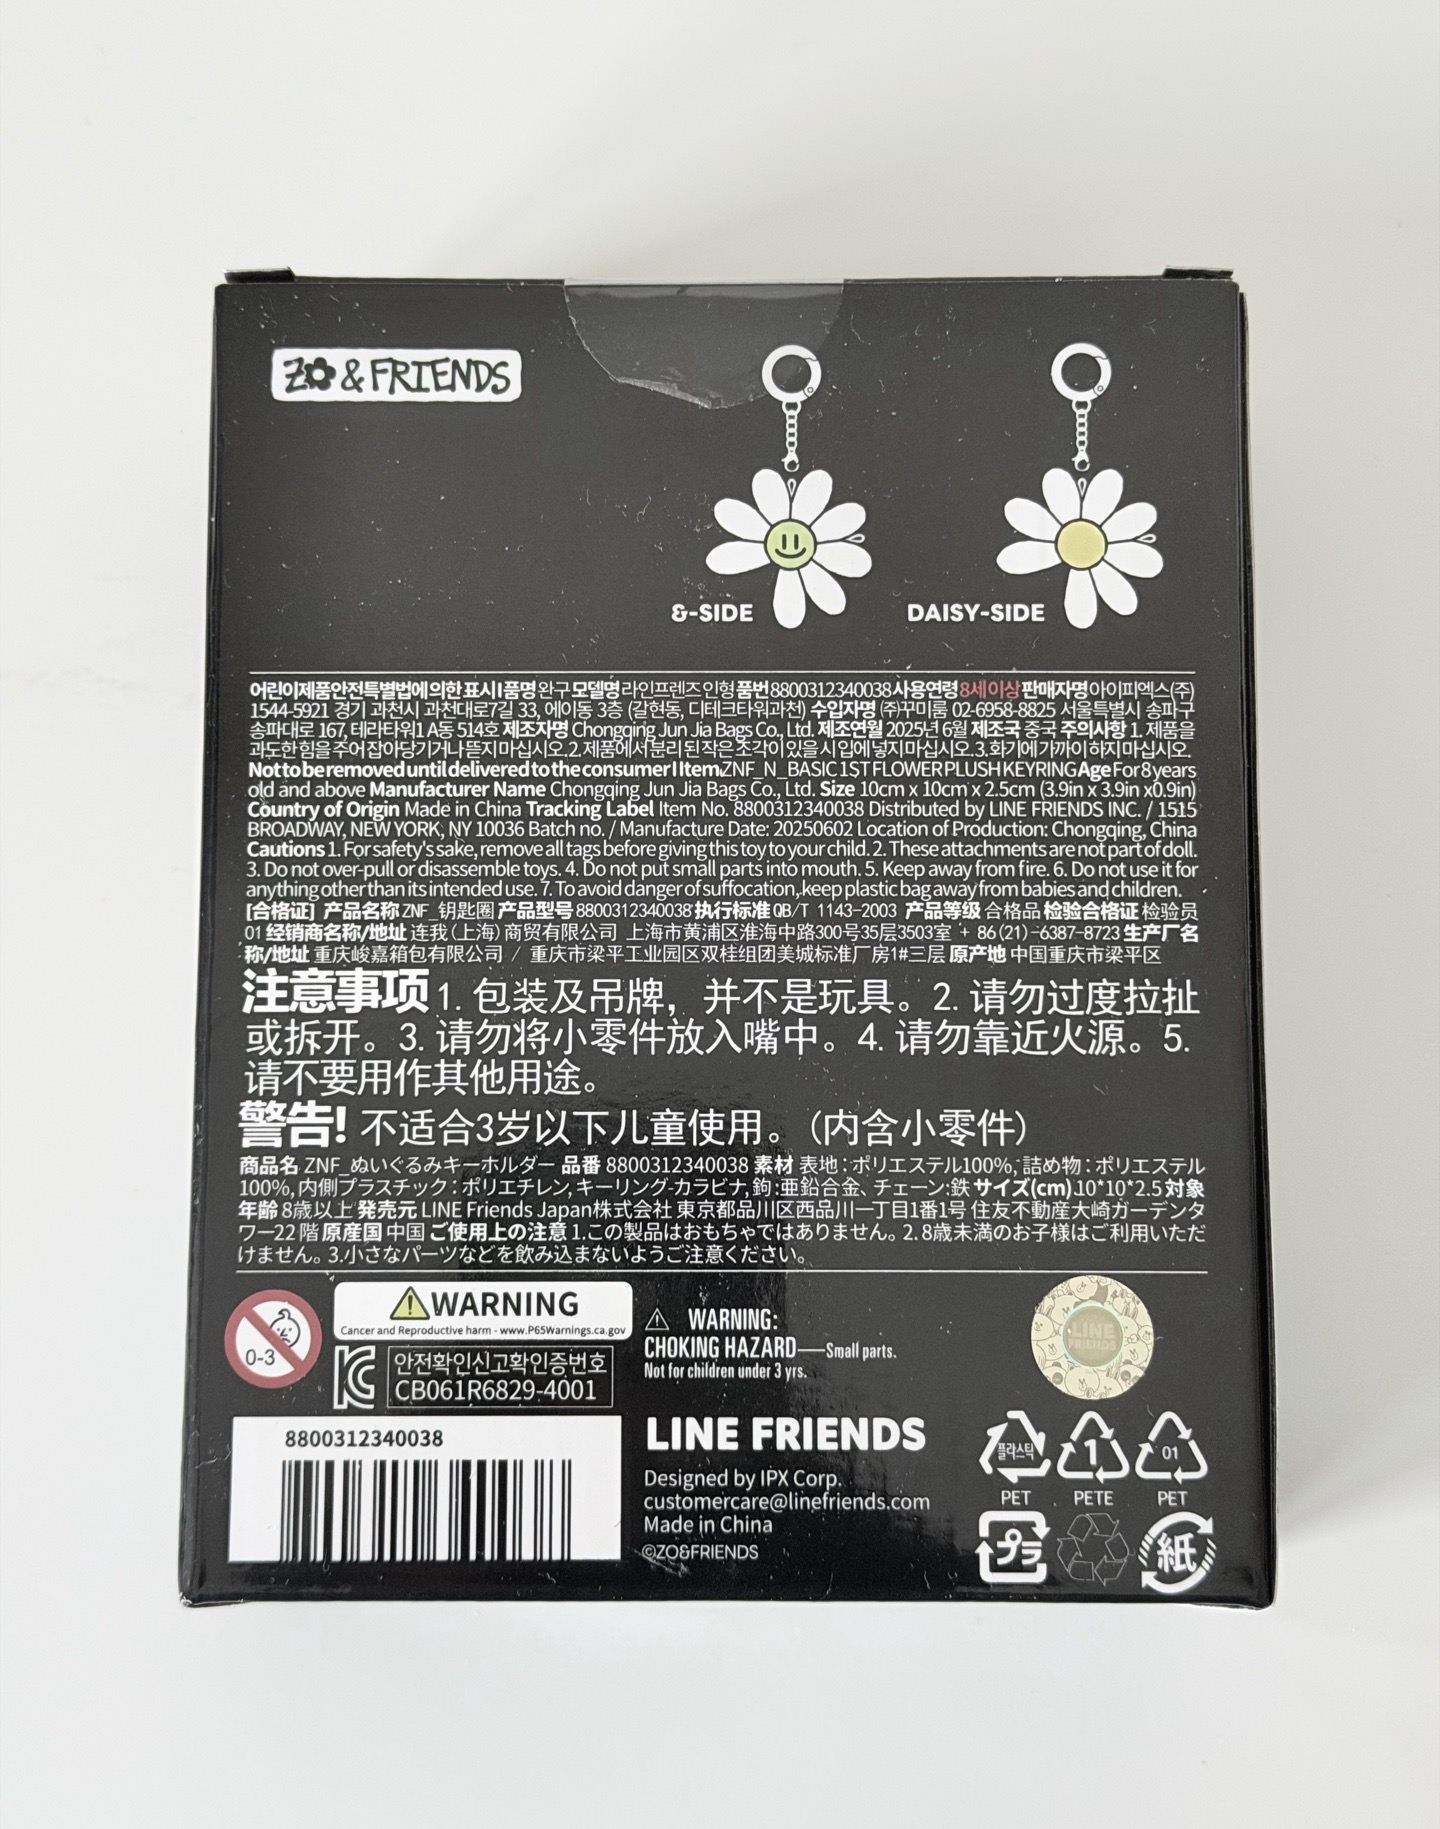 ZO & FRIENDS
&-SIDE
DAISY-SIDE
어린이제품안전특별법에의한표시 | 품명 완구 모델명 라인프렌즈 인형 품번 8800312340038 사용연령 8세이상 판매자명 아이피엑스(주)
1544-5921 경기 과천시 과천대로7길 33, 에이동 3층 (갈현동, 디테크타워과천) 수입자명 (주)꾸미룸 02-6958-8825 서울특별시 송파구
송파대로 167, 테라타워1 A동 514호 제조자명 Chongqing Jun Jia Bags Co., Ltd. 제조연월 2025년 6월 제조국 중국 주의사항 1. 제품을
과도한 힘을 주어 잡아당기거나 뜯지 마십시오. 2. 제품에서 분리된 작은 조각이 있을 시 입에 넣지 마십시오. 3. 화기에 가까이 하지 마십시오.
Not to be removed until delivered to the consumer | Item ZNF_N_BASIC 1ST FLOWER PLUSH KEYRING Age For 8 years
old and above Manufacturer Name Chongqing Jun Jia Bags Co., Ltd. Size 10cm x 10cm x 2.5cm (3.9in x 3.9in x0.9in)
Country of Origin Made in China Tracking Label Item No. 8800312340038 Distributed by LINE FRIENDS INC. / 1515
BROADWAY, NEW YORK, NY 10036 Batch no. / Manufacture Date: 20250602 Location of Production: Chongqing, China
Cautions 1. For safety's sake, remove all tags before giving this toy to your child. 2. These attachments are not part of doll.
3. Do not over-pull or disassemble toys. 4. Do not put small parts into mouth. 5. Keep away from fire. 6. Do not use it for
anything other than its intended use. 7. To avoid danger of suffocation, keep plastic bag away from babies and children.
[合格证] 产品名称 ZNF_钥匙圈 产品型号 8800312340038 执行标准 QB/T 1143-2003 产品等级 合格品 检验合格证 检验员
01 经销商名称/地址 连我(上海)商贸有限公司 上海市黄浦区淮海中路300号35层3503室 + 86(21)-6387-8723 生产厂名
称/地址 重庆峻嘉箱包有限公司 / 重庆市梁平工业园区双桂组团美城标准厂房1#三层 原产地 中国重庆市梁平区
注意事项 1. 包装及吊牌，并不是玩具。2. 请勿过度拉扯
或拆开。3. 请勿将小零件放入嘴中。4. 请勿靠近火源。5.
请不要用作其他用途。
警告! 不适合3岁以下儿童使用。(内含小零件)
商品名 ZNF_ぬいぐるみキーホルダー 品番 8800312340038 素材 表地：ポリエステル100%, 詰め物：ポリエステル
100%, 内側プラスチック：ポリエチレン, キーリング-カラビナ, 鉤:亜鉛合金、チェーン:鉄 サイズ(cm) 10*10*2.5 対象
年齢 8歳以上 発売元 LINE Friends Japan株式会社 東京都品川区西品川一丁目1番1号 住友不動産大崎ガーデンタ
ワー22階 原産国 中国 ご使用上の注意 1.この製品はおもちゃではありません。2. 8歳未満のお子様はご利用いただ
けません。3.小さなパーツなどを飲み込まないようご注意ください。
0-3
WARNING
Cancer and Reproductive harm - www.P65Warnings.ca.gov
안전확인신고확인증번호
CB061R6829-4001
WARNING:
CHOKING HAZARD—Small parts.
Not for children under 3 yrs.
LINE
FRIENDS
8800312340038
LINE FRIENDS
Designed by IPX Corp.
customercare@linefriends.com
Made in China
©ZO&FRIENDS
플라스틱
PET
1
PETE
01
PET
プラ
紙